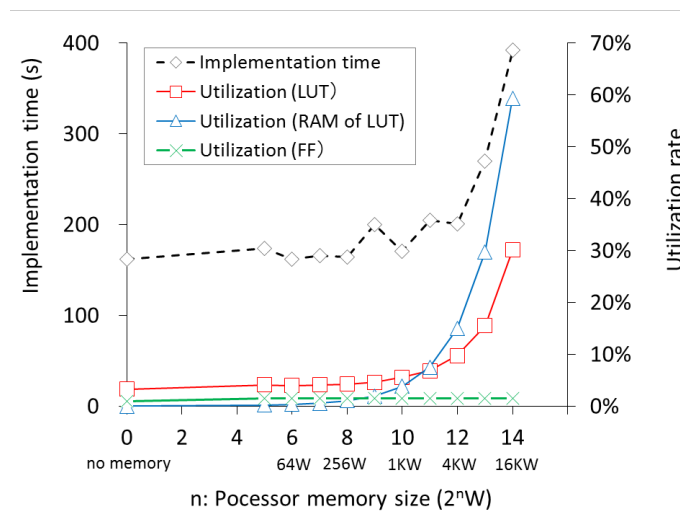 Implementation time (s)
400
300
200
100
0
Implementation time
Utilization (LUT)
Utilization (RAM of LUT)
Utilization (FF)
70%
60%
50%
40%
30%
20%
10%
0%
Utilization rate
0 2 4 6 8 10 12 14
no memory 64W 256W 1KW 4KW 16KW
n: Pocessor memory size (2ⁿW)